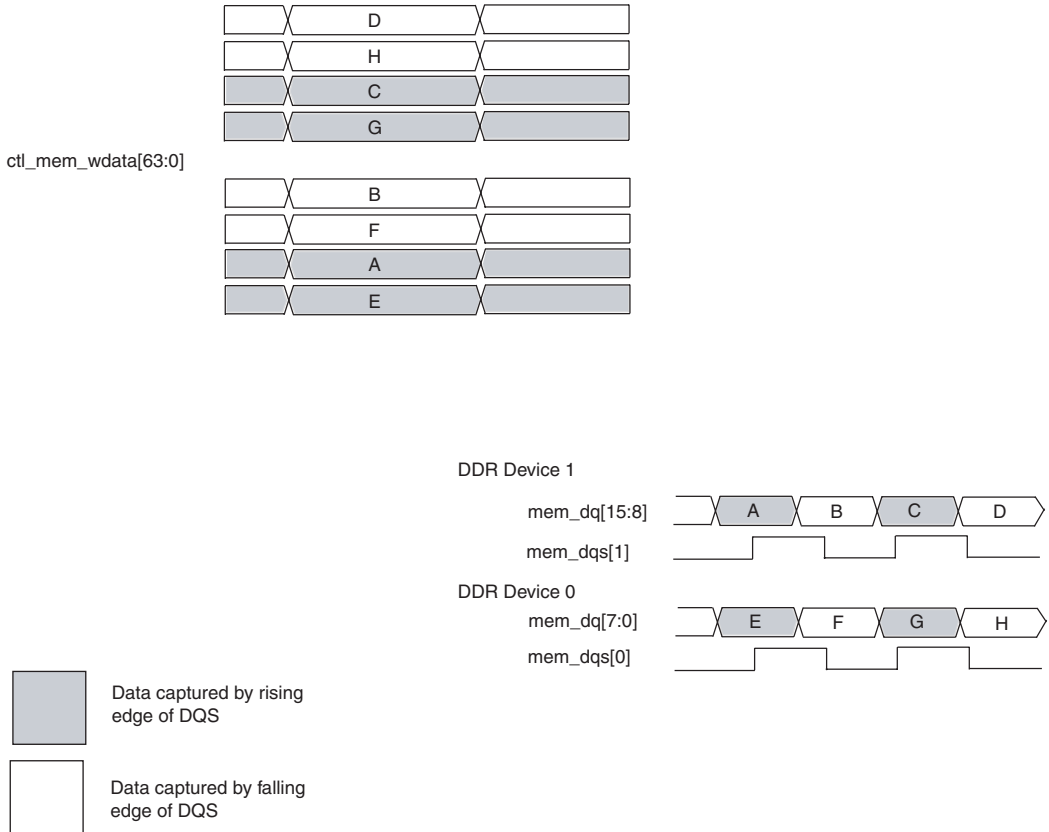 D
H
C
G
ctl_mem_wdata[63:0]
B
F
A
E
DDR Device 1
mem_dq[15:8] A B C D
mem_dqs[1]
DDR Device 0
mem_dq[7:0] E F G H
mem_dqs[0]
Data captured by rising
edge of DQS
Data captured by falling
edge of DQS